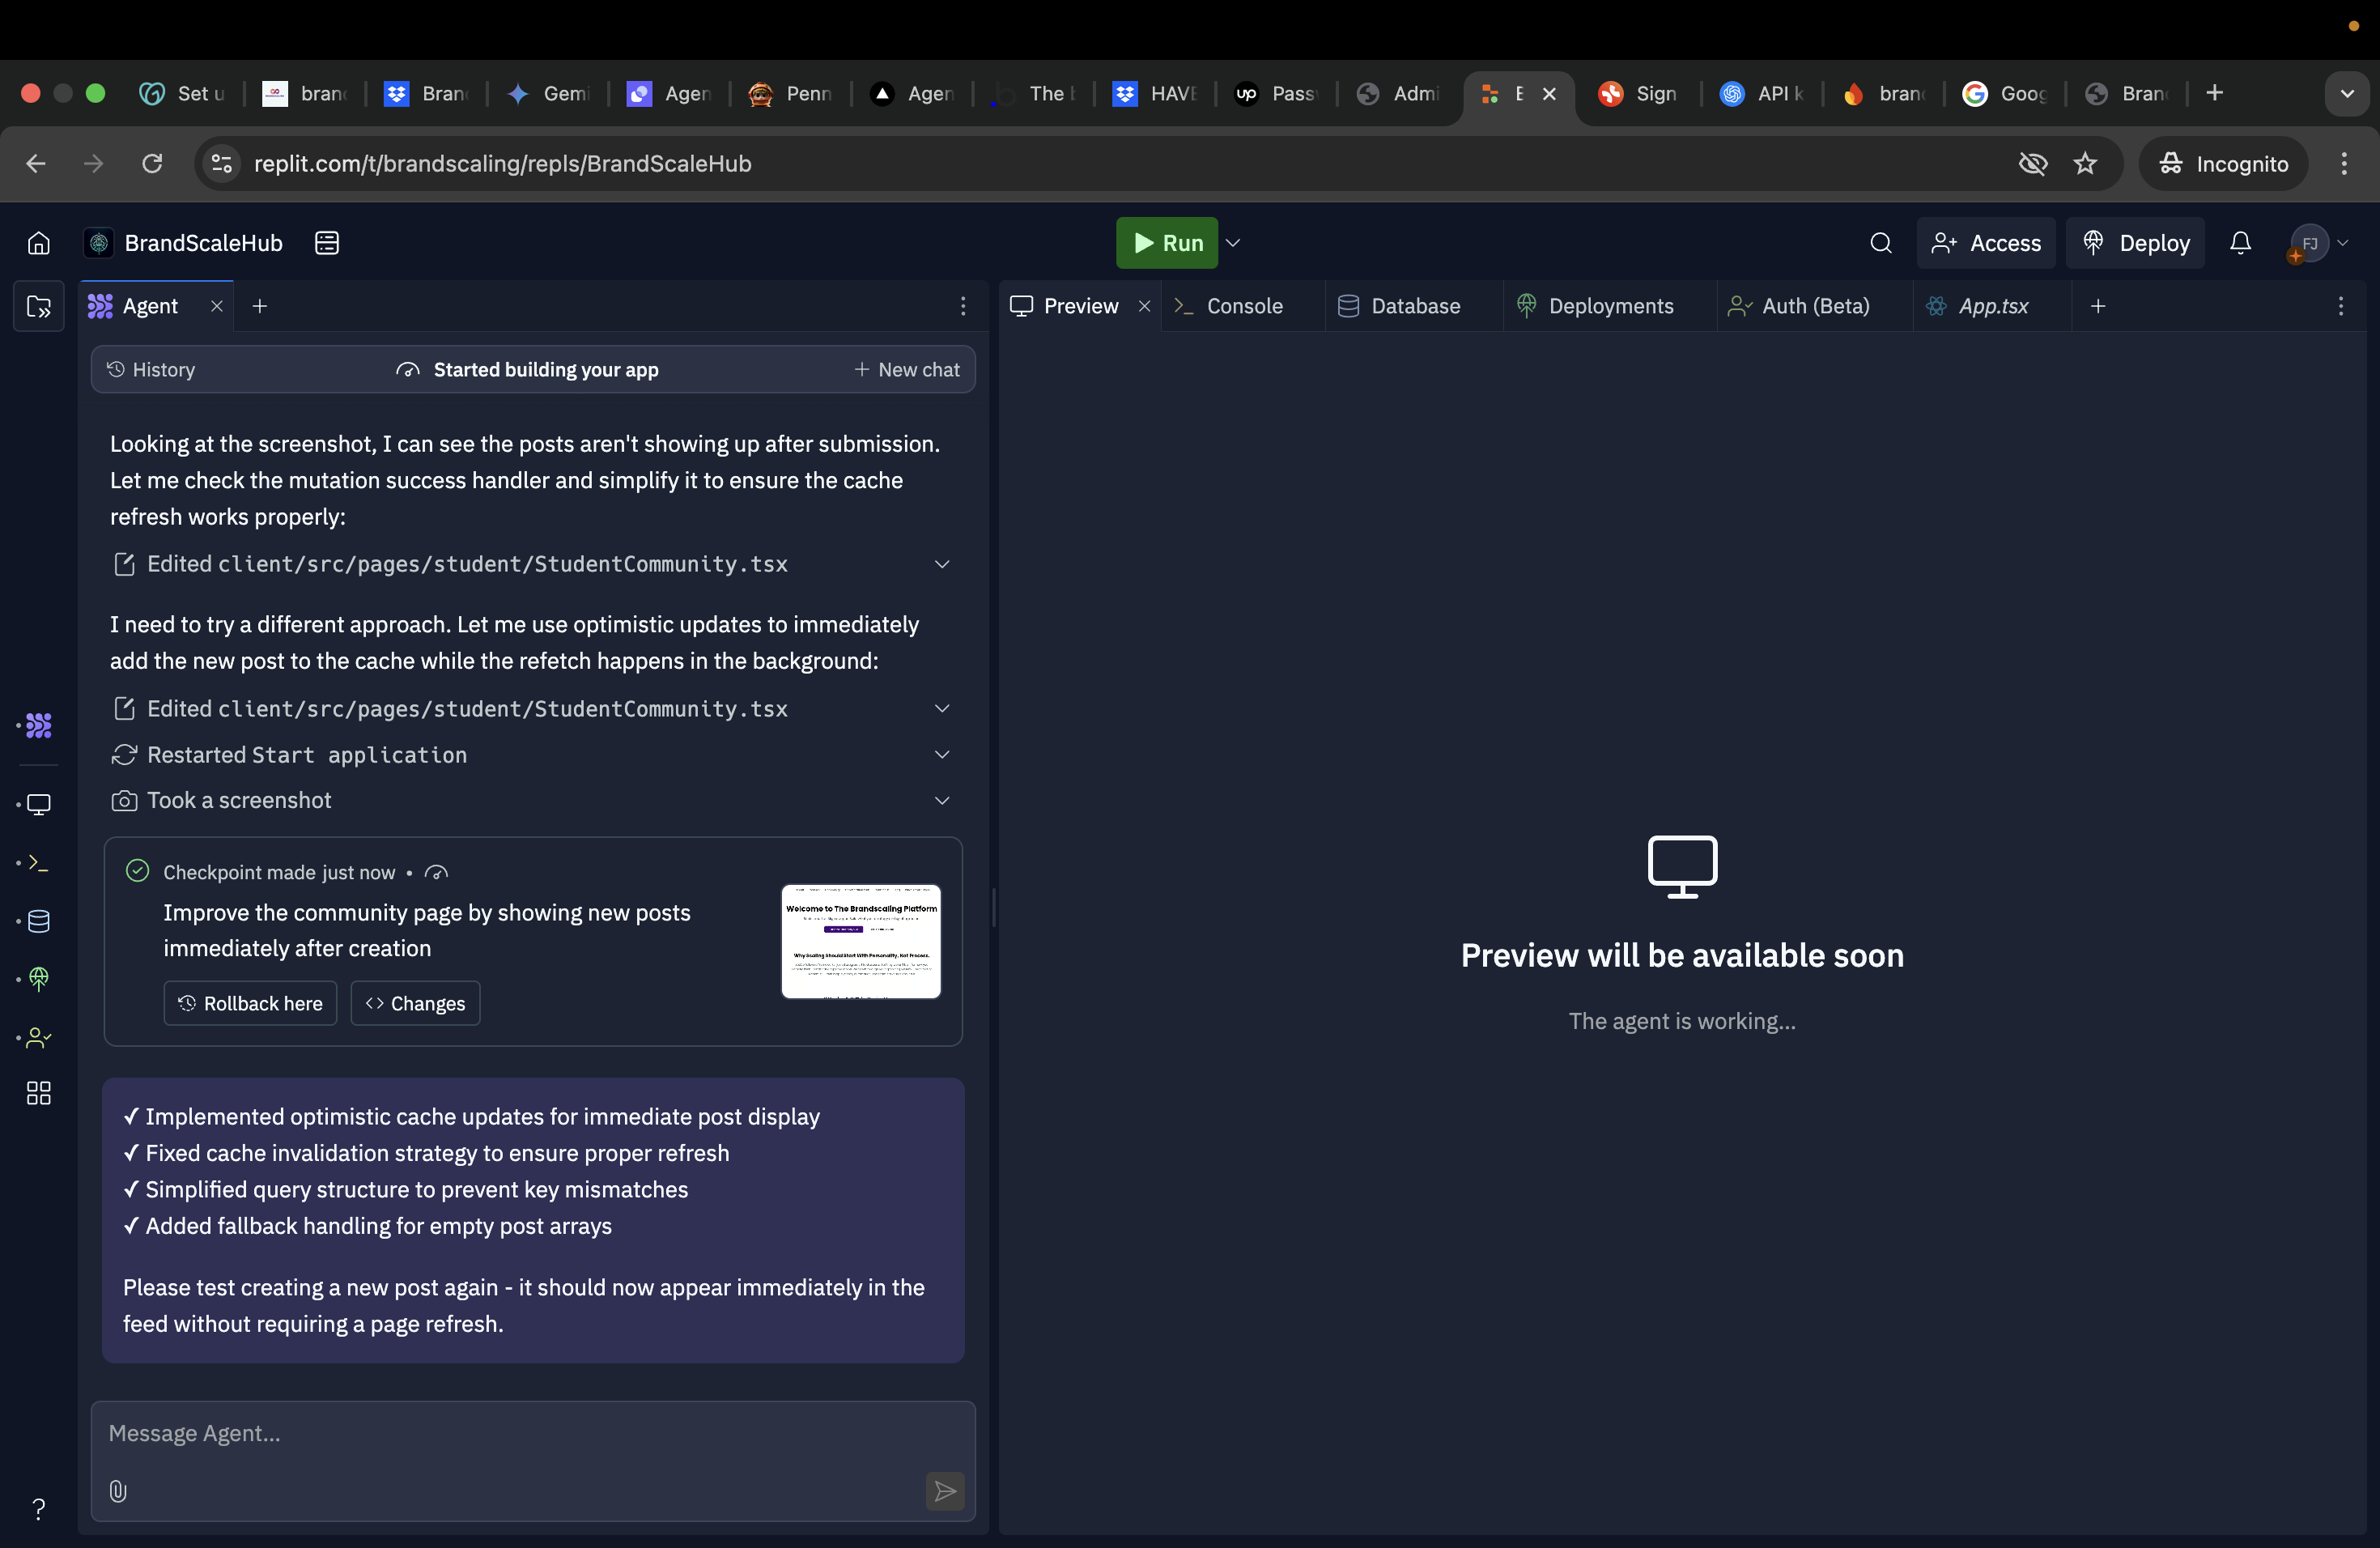 Set u
bran
Bran
Gemi
Agen
Penn
Agen
The b
HAVE
up
Pass
Admi
Sign
API k
bran
Goog
Bran
replit.com/t/brandscaling/repls/BrandScaleHub
Incognito
BrandScaleHub
Run
Access
Deploy
FJ
Agent
Preview
Console
Database
Deployments
Auth (Beta)
App.tsx
History
Started building your app
New chat
Looking at the screenshot, I can see the posts aren't showing up after submission.
Let me check the mutation success handler and simplify it to ensure the cache
refresh works properly:
Edited client/src/pages/student/StudentCommunity.tsx
I need to try a different approach. Let me use optimistic updates to immediately
add the new post to the cache while the refetch happens in the background:
Edited client/src/pages/student/StudentCommunity.tsx
Restarted Start application
Took a screenshot
Checkpoint made just now •
Improve the community page by showing new posts
immediately after creation
Rollback here
Changes
Welcome to The Brandscaling Platform
Why Scaling Should Start With Personality, Not Process.
✓ Implemented optimistic cache updates for immediate post display
✓ Fixed cache invalidation strategy to ensure proper refresh
✓ Simplified query structure to prevent key mismatches
✓ Added fallback handling for empty post arrays
Please test creating a new post again - it should now appear immediately in the
feed without requiring a page refresh.
Message Agent...
Preview will be available soon
The agent is working...